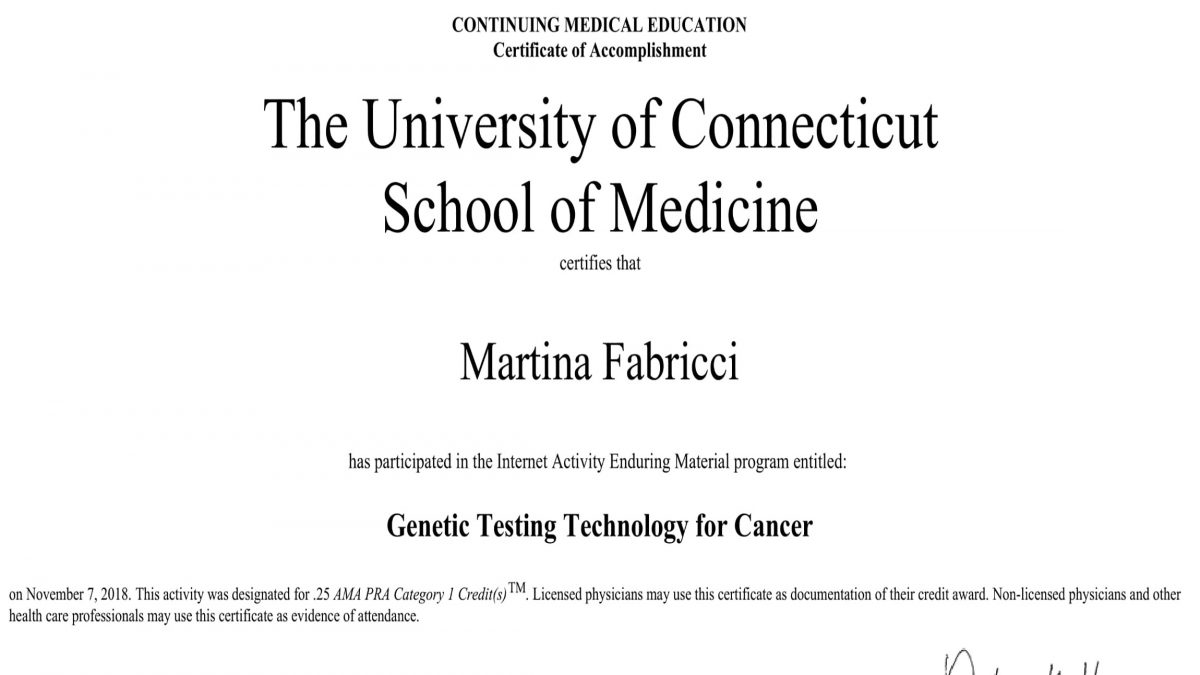 CONTINUING MEDICAL EDUCATION
Certificate of Accomplishment
The University of Connecticut
School of Medicine
certifies that
Martina Fabricci
has participated in the Internet Activity Enduring Material program entitled:
Genetic Testing Technology for Cancer
on November 7, 2018. This activity was designated for .25 AMA PRA Category 1 Credit(s)TM. Licensed physicians may use this certificate as documentation of their credit award. Non-licensed physicians and other
health care professionals may use this certificate as evidence of attendance.